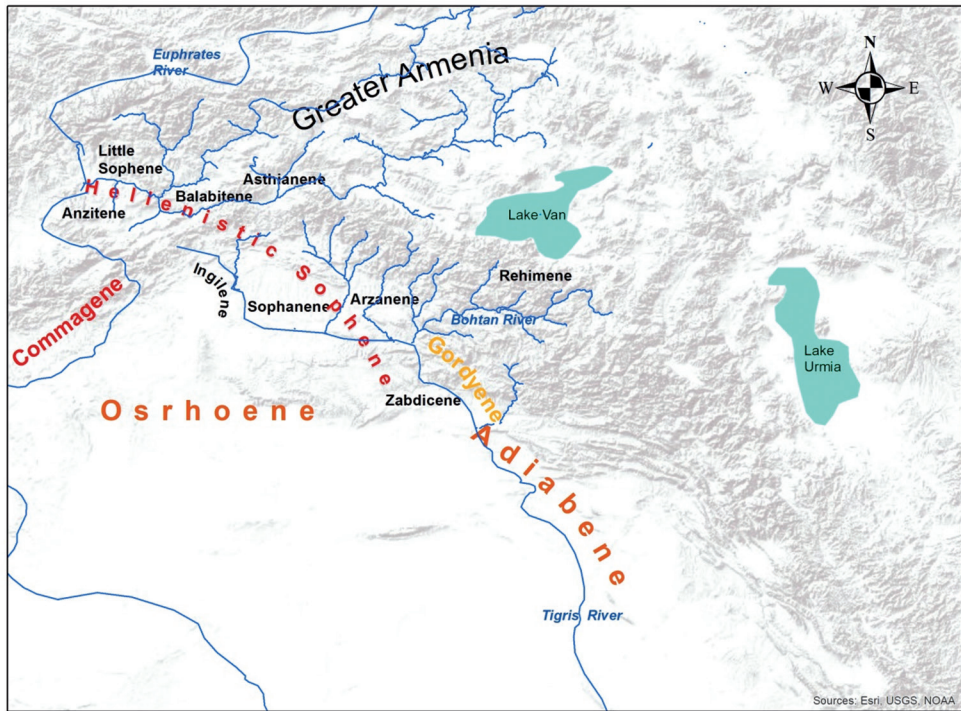 Euphrates
River
Greater Armenia
N
W
E
S
Little
Sophene
Asthianene
Balabitene
Hellenistic Sophene
Anzitene
Lake·Van
Ingilene
Rehimene
Sophanene
Arzanene
Bohtan River
Commagene
Gordyene
Lake
Urmia
Zabdicene
Osrhoene
Adiabene
Tigris River
Sources: Esri, USGS, NOAA